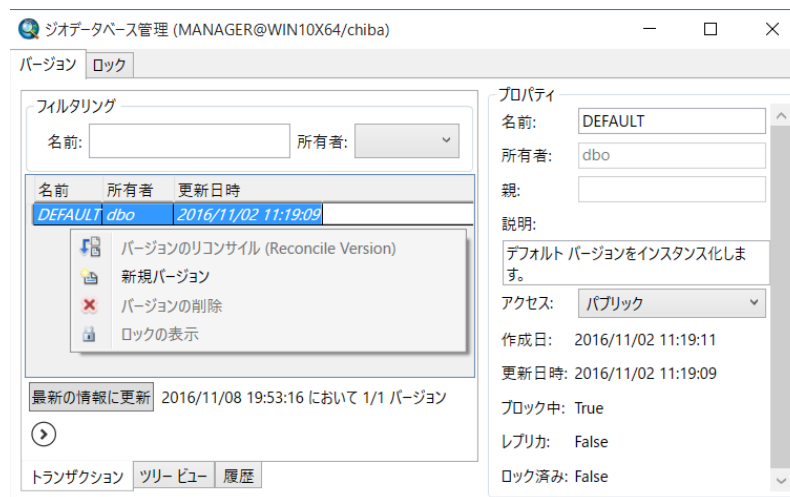 ジオデータベース管理 (MANAGER@WIN10X64/chiba)
バージョン ロック
フィルタリング
名前: 所有者:
名前 所有者 更新日時
DEFAULT dbo 2016/11/02 11:19:09
バージョンのリコンサイル (Reconcile Version)
新規バージョン
バージョンの削除
ロックの表示
最新の情報に更新 2016/11/08 19:53:16 において 1/1 バージョン
トランザクション ツリー ビュー 履歴
プロパティ
名前: DEFAULT
所有者: dbo
親:
説明:
デフォルト バージョンをインスタンス化しま
す。
アクセス: パブリック
作成日: 2016/11/02 11:19:11
更新日時: 2016/11/02 11:19:09
ブロック中: True
レプリカ: False
ロック済み: False